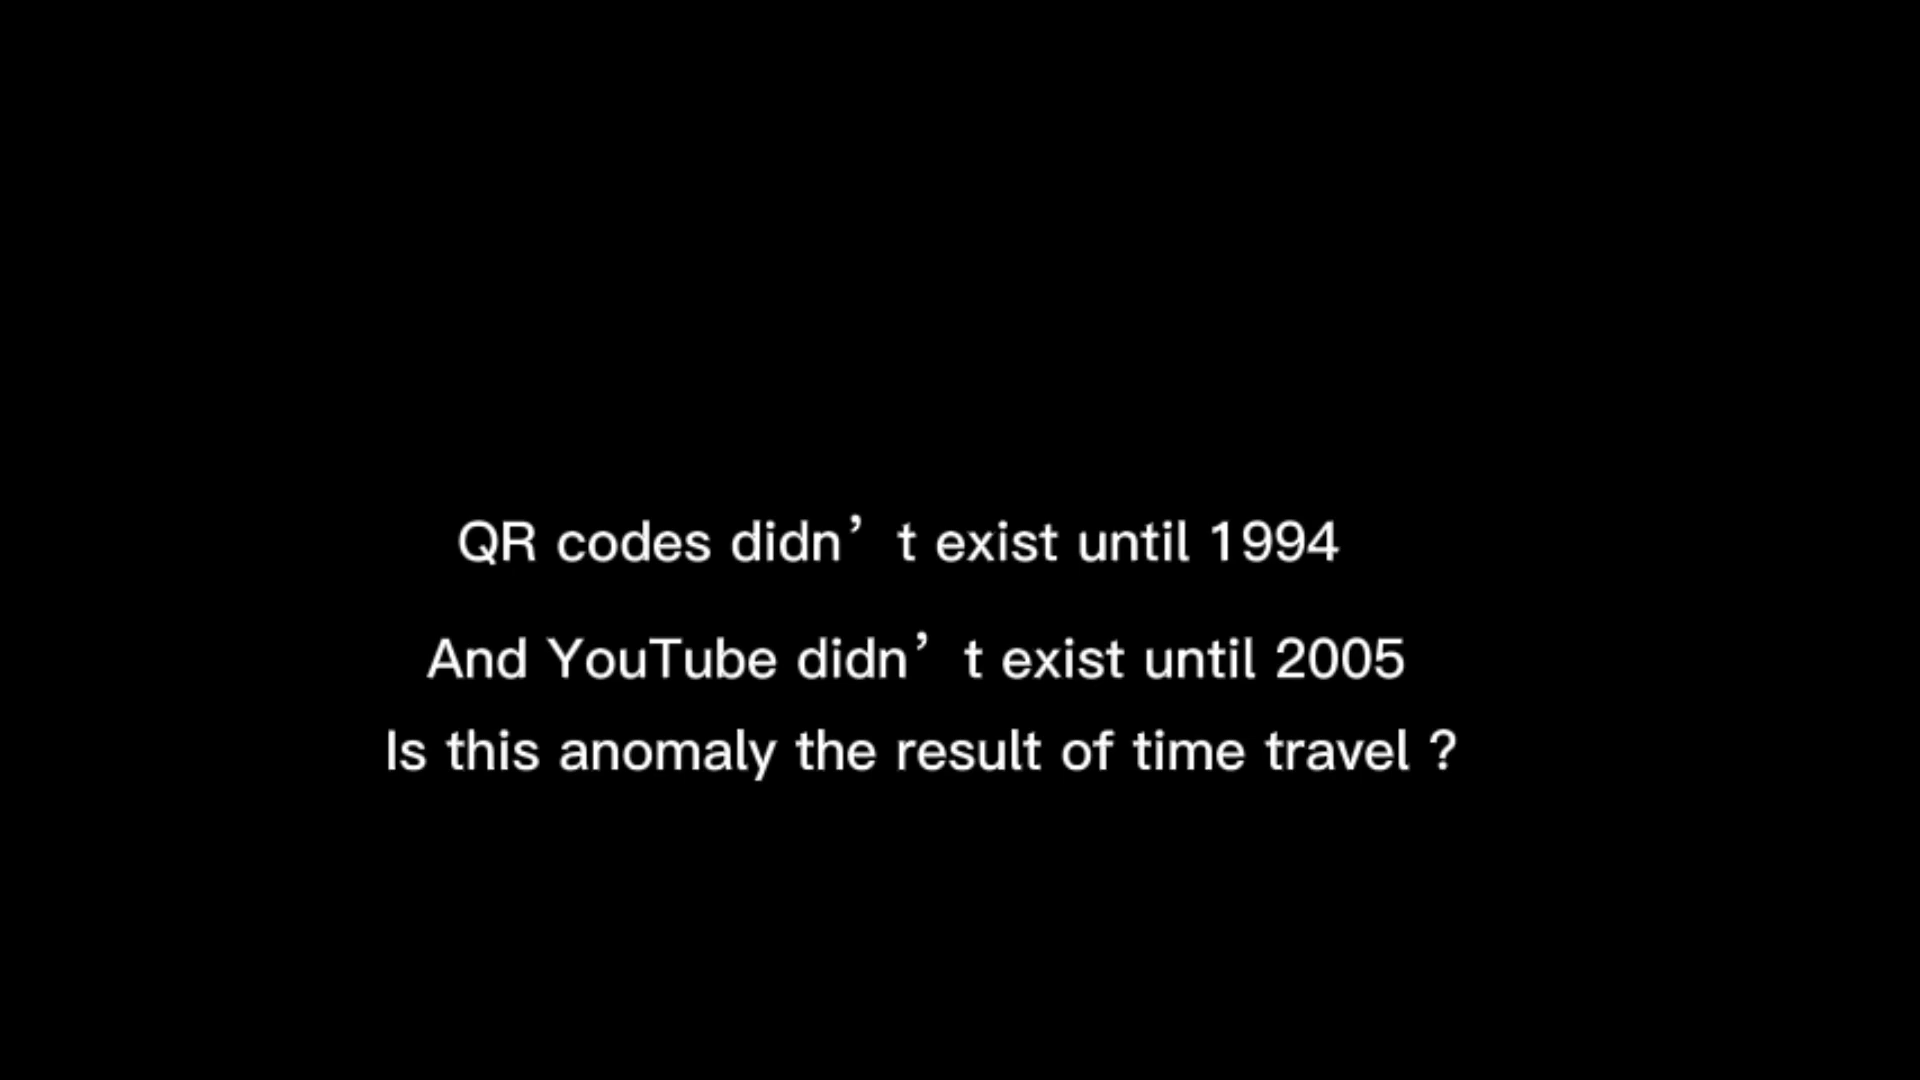 QR codes didn’t exist until 1994
And YouTube didn’t exist until 2005
Is this anomaly the result of time travel ?